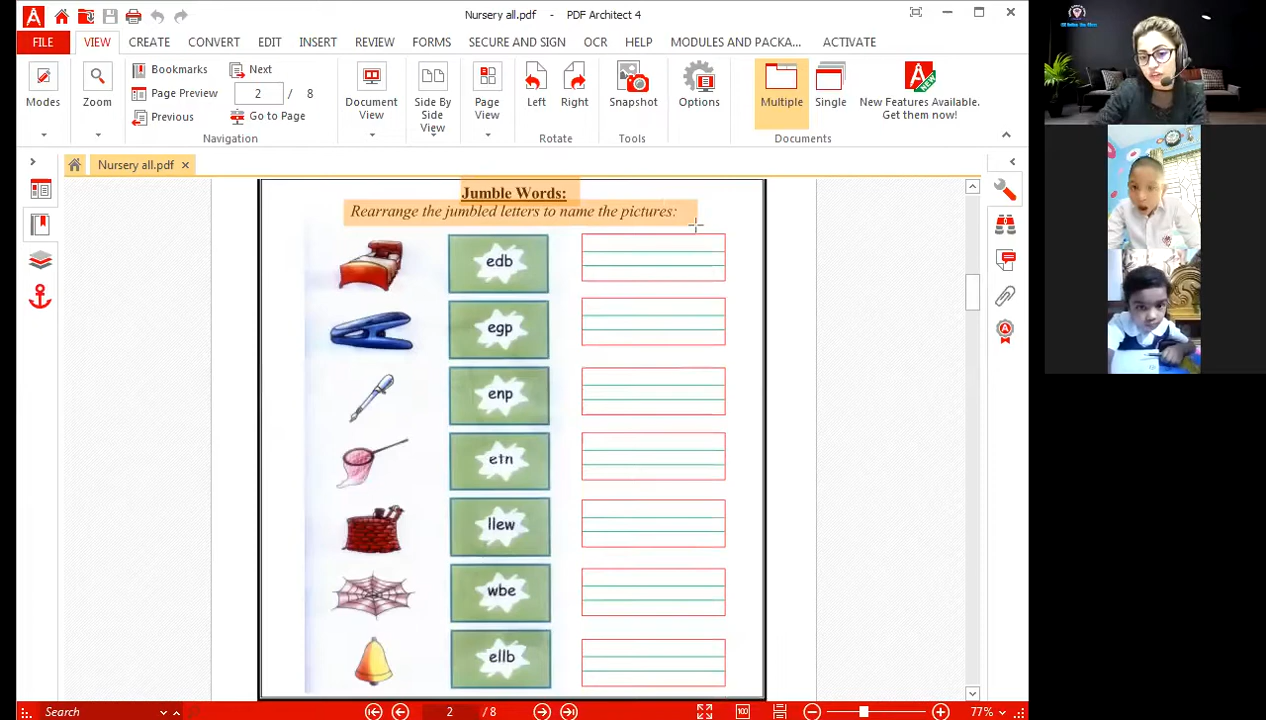 Nursery all.pdf - PDF Architect 4
FILE VIEW CREATE CONVERT EDIT INSERT REVIEW FORMS SECURE AND SIGN OCR HELP MODULES AND PACKA... ACTIVATE
Modes
Zoom
Bookmarks
Page Preview
Previous
Next
2 / 8
Go to Page
Navigation
Document View
Side By Side View
Page View
Left
Right
Rotate
Snapshot
Tools
Options
Multiple
Single
Documents
New Features Available.
Get them now!
NEW
Nursery all.pdf
Jumble Words:
Rearrange the jumbled letters to name the pictures:
edb
egp
enp
etn
llew
wbe
ellb
Search
2 / 8
77%